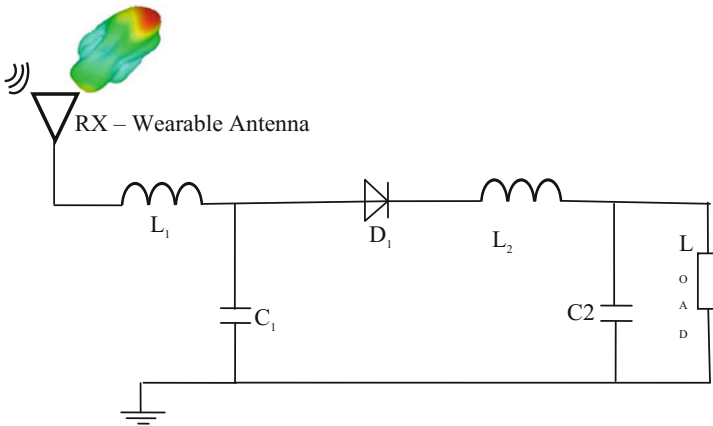 RX – Wearable Antenna
L₁
D₁
L₂
L
O
A
D
C₁
C2